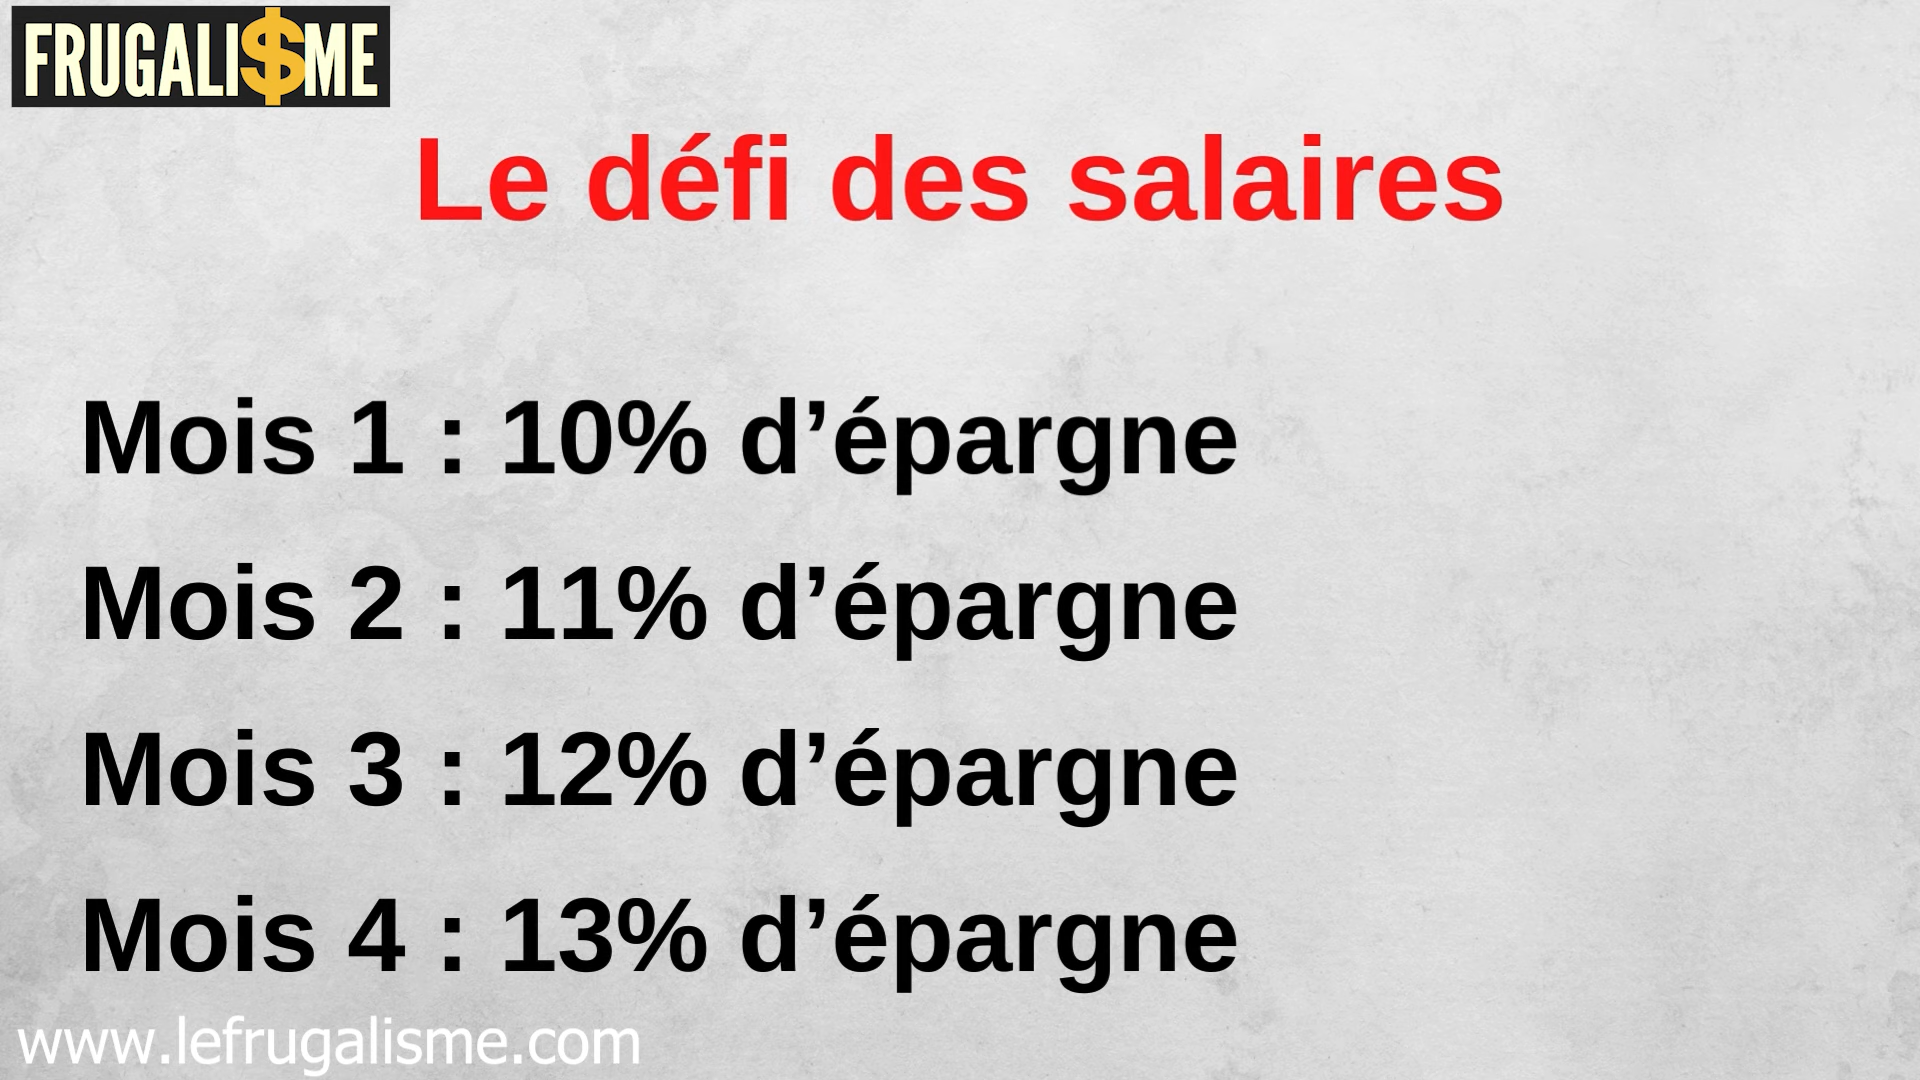 FRUGALI$ME
Le défi des salaires
Mois 1 : 10% d’épargne
Mois 2 : 11% d’épargne
Mois 3 : 12% d’épargne
Mois 4 : 13% d’épargne
www.lefrugalisme.com